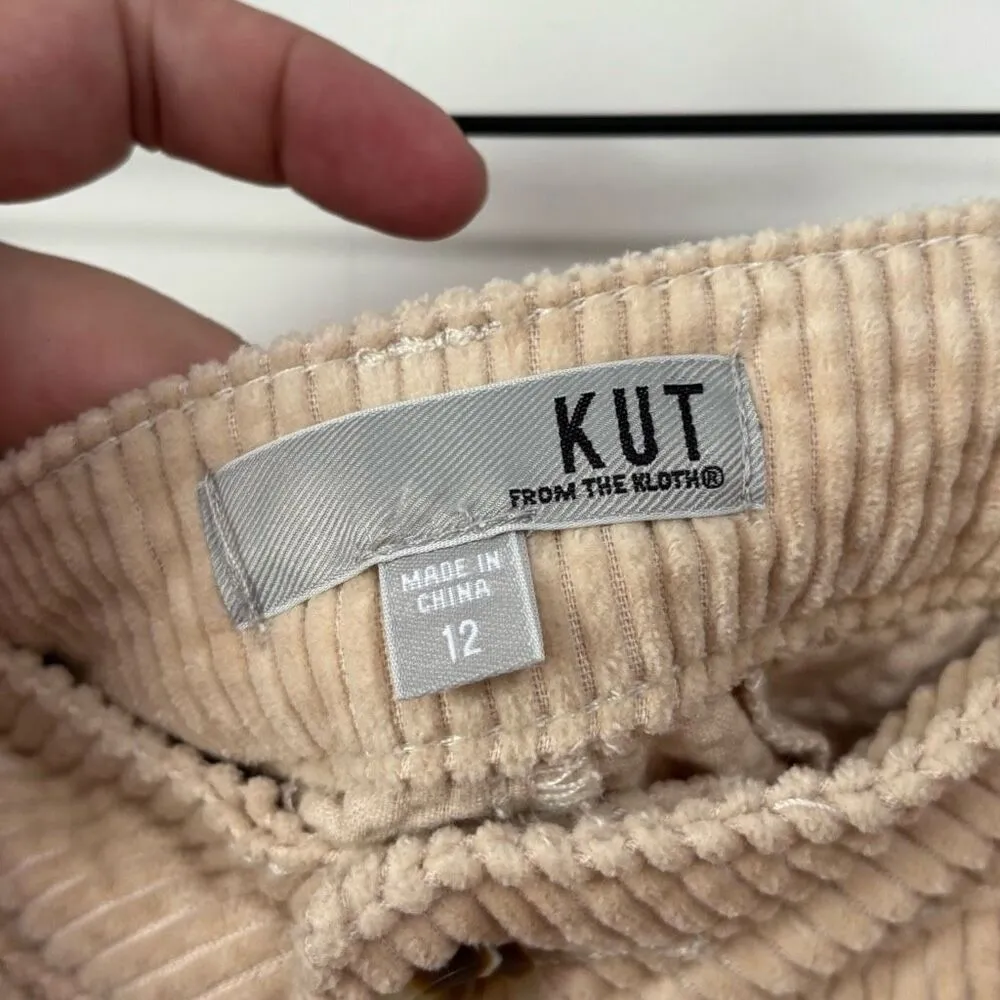 KUT
FROM THE KLOTH®
MADE IN
CHINA
12